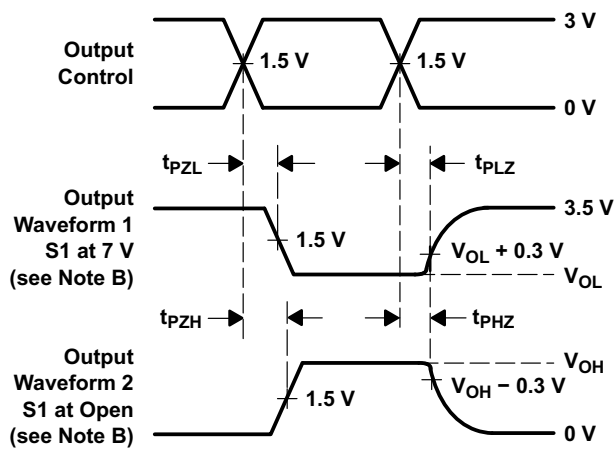 Output
Control
1.5 V
1.5 V
3 V
0 V
tPZL
tPLZ
Output
Waveform 1
S1 at 7 V
(see Note B)
1.5 V
3.5 V
VOL + 0.3 V
VOL
tPZH
tPHZ
Output
Waveform 2
S1 at Open
(see Note B)
1.5 V
VOH
VOH − 0.3 V
0 V